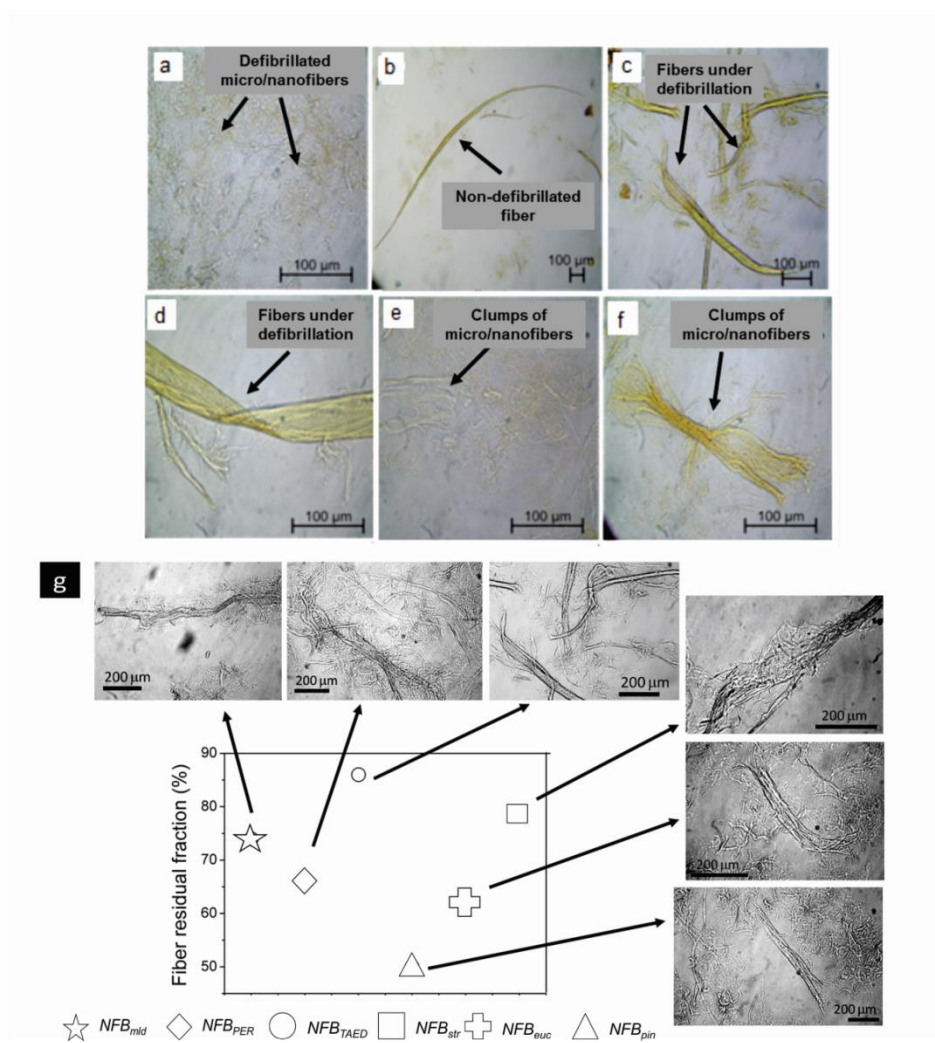 a
Defibrillated
micro/nanofibers
100 µm
b
Non-defibrillated
fiber
100 µm
c
Fibers under
defibrillation
100 µm
d
Fibers under
defibrillation
100 µm
e
Clumps of
micro/nanofibers
100 µm
f
Clumps of
micro/nanofibers
100 µm
g
200 µm
200 µm
200 µm
200 µm
200 µm
200 µm
Fiber residual fraction (%)
90
80
70
60
50
NFBmld NFBPER NFBTAED NFBstr NFBeuc NFBpin